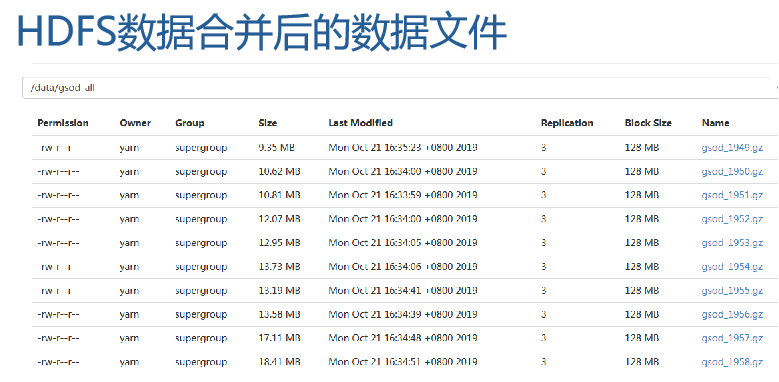 HDFS数据合并后的数据文件
/data/gsod_all
Permission Owner Group Size Last Modified Replication Block Size Name
-rw-r--r-- yarn supergroup 9.35 MB Mon Oct 21 16:35:23 +0800 2019 3 128 MB gsod_1949.gz
-rw-r--r-- yarn supergroup 10.62 MB Mon Oct 21 16:34:00 +0800 2019 3 128 MB gsod_1950.gz
-rw-r--r-- yarn supergroup 10.81 MB Mon Oct 21 16:33:59 +0800 2019 3 128 MB gsod_1951.gz
-rw-r--r-- yarn supergroup 12.07 MB Mon Oct 21 16:34:00 +0800 2019 3 128 MB gsod_1952.gz
-rw-r--r-- yarn supergroup 12.95 MB Mon Oct 21 16:34:05 +0800 2019 3 128 MB gsod_1953.gz
-rw-r--r-- yarn supergroup 13.73 MB Mon Oct 21 16:34:06 +0800 2019 3 128 MB gsod_1954.gz
-rw-r--r-- yarn supergroup 13.19 MB Mon Oct 21 16:34:41 +0800 2019 3 128 MB gsod_1955.gz
-rw-r--r-- yarn supergroup 13.58 MB Mon Oct 21 16:34:39 +0800 2019 3 128 MB gsod_1956.gz
-rw-r--r-- yarn supergroup 17.11 MB Mon Oct 21 16:34:48 +0800 2019 3 128 MB gsod_1957.gz
-rw-r--r-- yarn supergroup 18.41 MB Mon Oct 21 16:34:51 +0800 2019 3 128 MB gsod_1958.gz